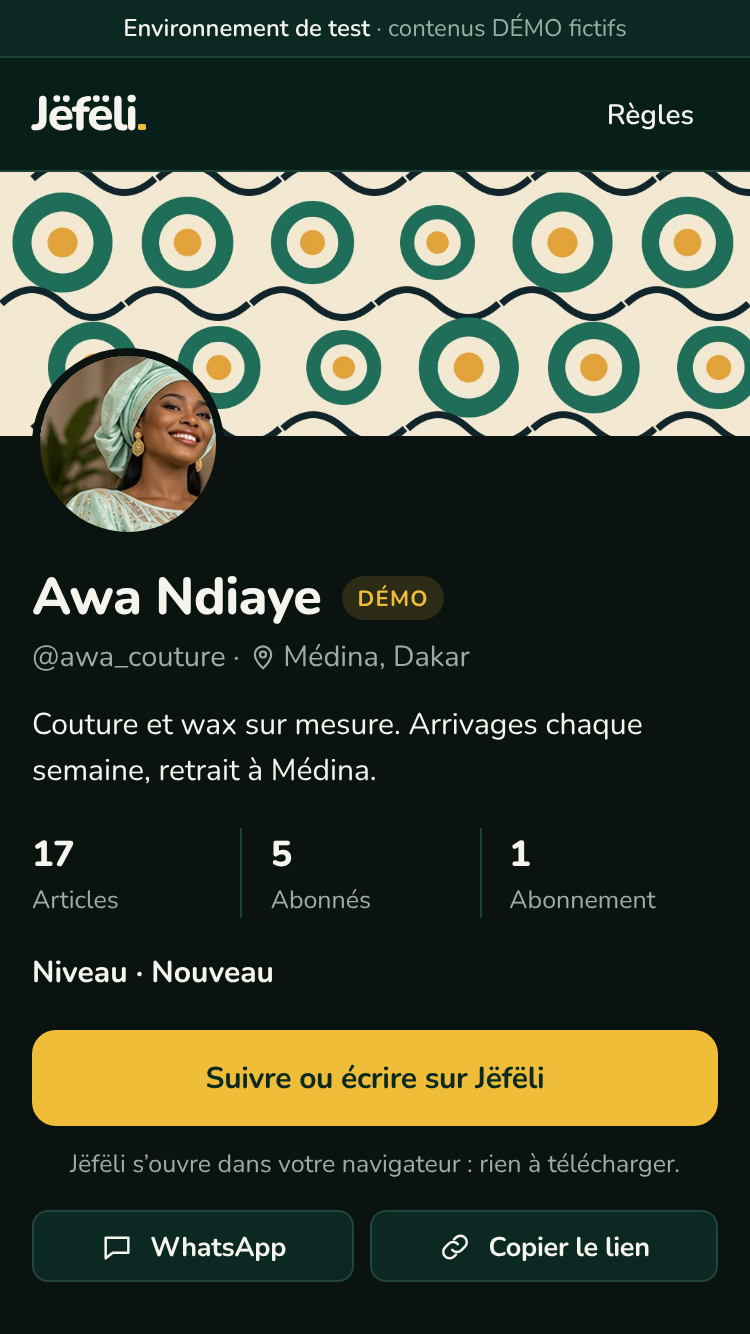 Environnement de test · contenus DÉMO fictifs
Jëfëli.
Règles
Awa Ndiaye DÉMO
@awa_couture · Médina, Dakar
Couture et wax sur mesure. Arrivages chaque
semaine, retrait à Médina.
17 5 1
Articles Abonnés Abonnement
Niveau · Nouveau
Suivre ou écrire sur Jëfëli
Jëfëli s’ouvre dans votre navigateur : rien à télécharger.
WhatsApp
Copier le lien